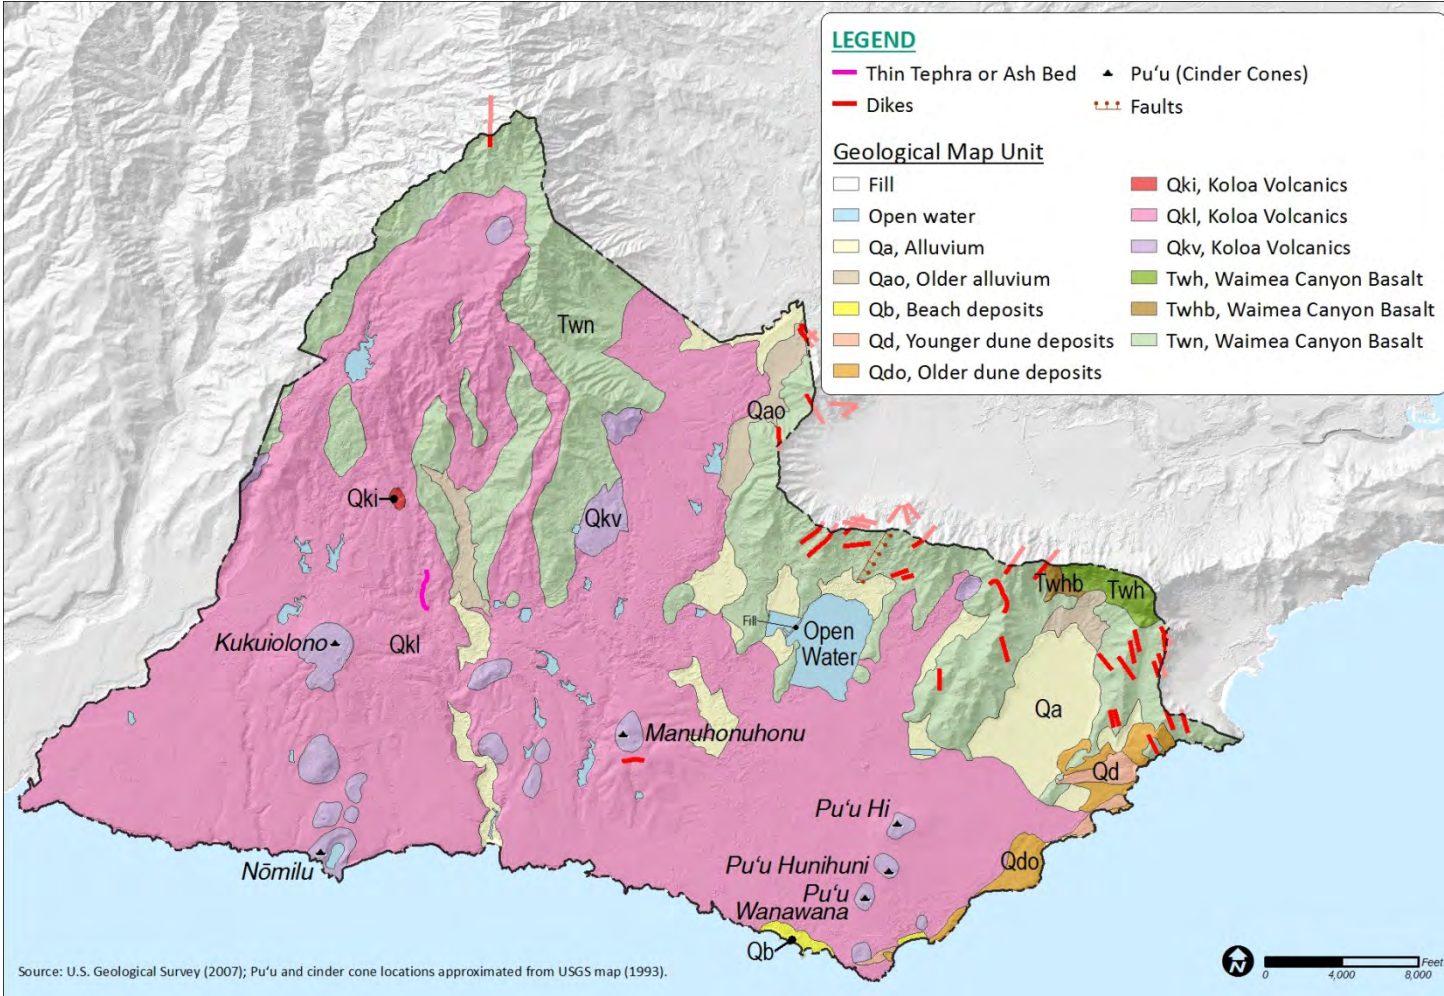 LEGEND
Thin Tephra or Ash Bed
Pu‘u (Cinder Cones)
Dikes
Faults
Geological Map Unit
Fill
Qki, Koloa Volcanics
Open water
Qkl, Koloa Volcanics
Qa, Alluvium
Qkv, Koloa Volcanics
Qao, Older alluvium
Twh, Waimea Canyon Basalt
Qb, Beach deposits
Twhb, Waimea Canyon Basalt
Qd, Younger dune deposits
Twn, Waimea Canyon Basalt
Qdo, Older dune deposits
Twn
Qao
Qki
Qkv
Twhb
Twh
Fill
Open
Water
Kukuiolono
Qkl
Qa
Manuhonuhonu
Qd
Pu‘u Hi
Nōmilu
Pu‘u Hunihuni
Qdo
Pu‘u
Wanawana
Qb
N
Feet
0
4,000
8,000
Source: U.S. Geological Survey (2007); Pu‘u and cinder cone locations approximated from USGS map (1993).